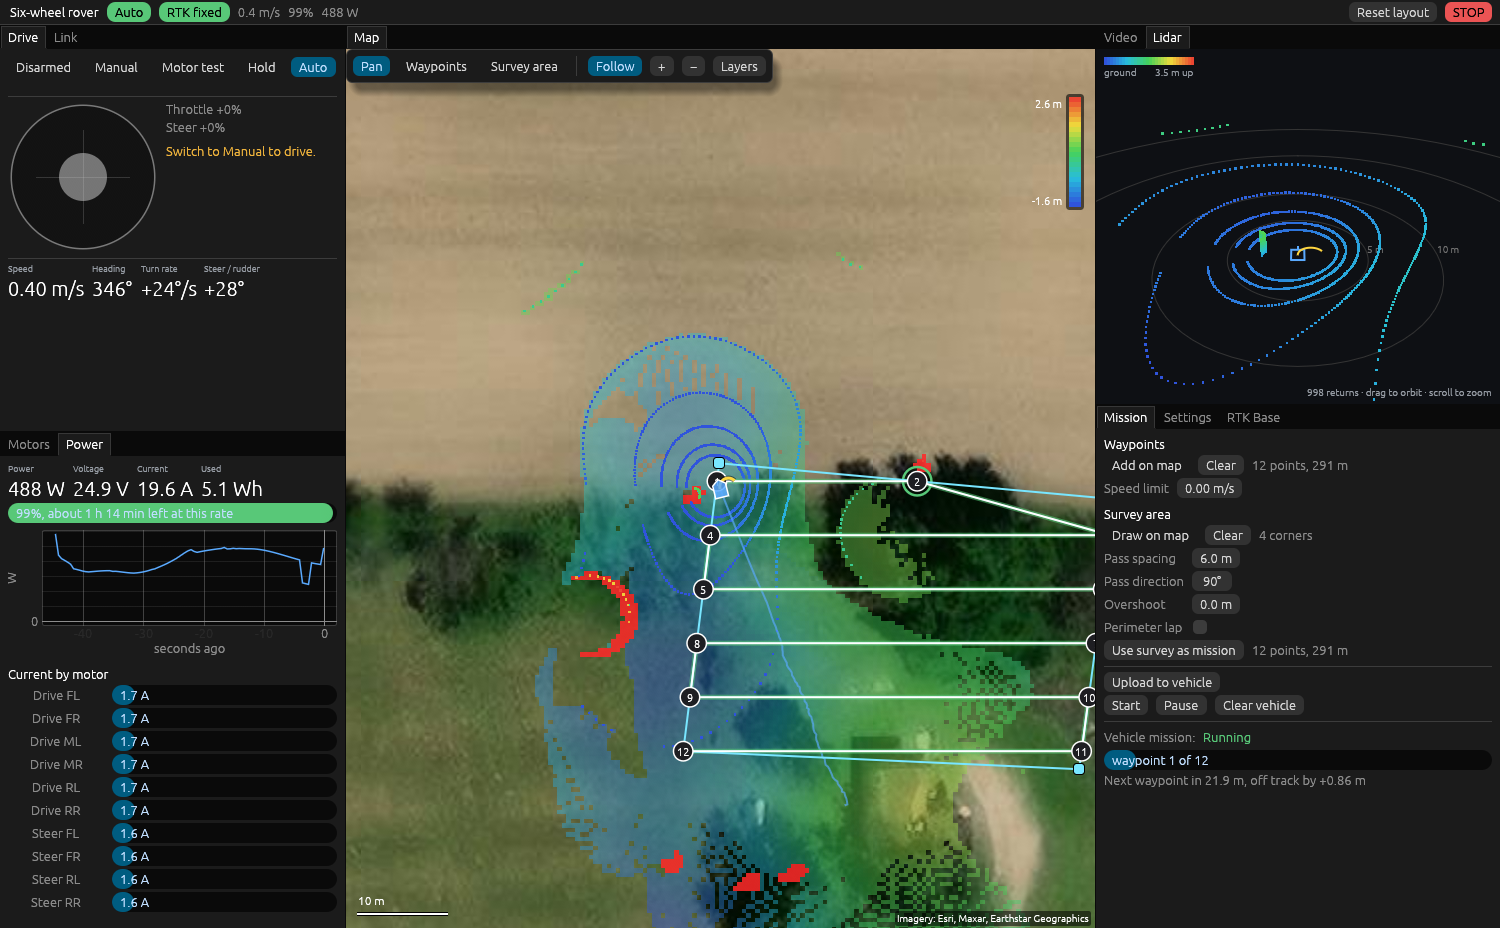 Six-wheel rover Auto RTK fixed 0.4 m/s 99% 488 W Reset layout STOP
Drive Link
Disarmed Manual Motor test Hold Auto
Throttle +0%
Steer +0%
Switch to Manual to drive.
Speed Heading Turn rate Steer / rudder
0.40 m/s 346° +24°/s +28°
Motors Power
Power Voltage Current Used
488 W 24.9 V 19.6 A 5.1 Wh
99%, about 1 h 14 min left at this rate
W
0
-40 -30 -20 -10 0
seconds ago
Current by motor
Drive FL 1.7 A
Drive FR 1.7 A
Drive ML 1.7 A
Drive MR 1.7 A
Drive RL 1.7 A
Drive RR 1.7 A
Steer FL 1.6 A
Steer FR 1.6 A
Steer RL 1.6 A
Steer RR 1.6 A
Map
Pan Waypoints Survey area Follow + − Layers
2.6 m
-1.6 m
2
4
5
8
9
10
12
11
10 m
Imagery: Esri, Maxar, Earthstar Geographics
Video Lidar
ground 3.5 m up
10 m
998 returns · drag to orbit · scroll to zoom
Mission Settings RTK Base
Waypoints
Add on map Clear 12 points, 291 m
Speed limit 0.00 m/s
Survey area
Draw on map Clear 4 corners
Pass spacing 6.0 m
Pass direction 90°
Overshoot 0.0 m
Perimeter lap
Use survey as mission 12 points, 291 m
Upload to vehicle
Start Pause Clear vehicle
Vehicle mission: Running
waypoint 1 of 12
Next waypoint in 21.9 m, off track by +0.86 m